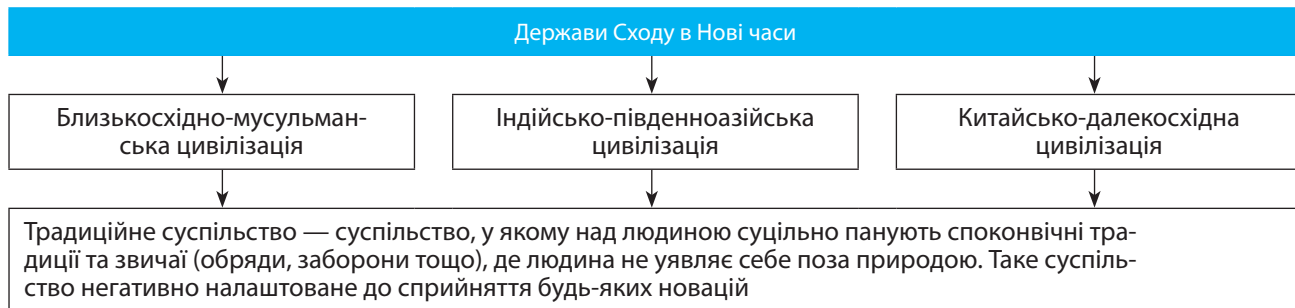 Держави Сходу в Нові часи
Близькосхідно-мусульман-
ська цивілізація
Індійсько-південноазійська
цивілізація
Китайсько-далекосхідна
цивілізація
Традиційне суспільство — суспільство, у якому над людиною суцільно панують споконвічні тра-
диції та звичаї (обряди, заборони тощо), де людина не уявляє себе поза природою. Таке суспіль-
ство негативно налаштоване до сприйняття будь-яких новацій